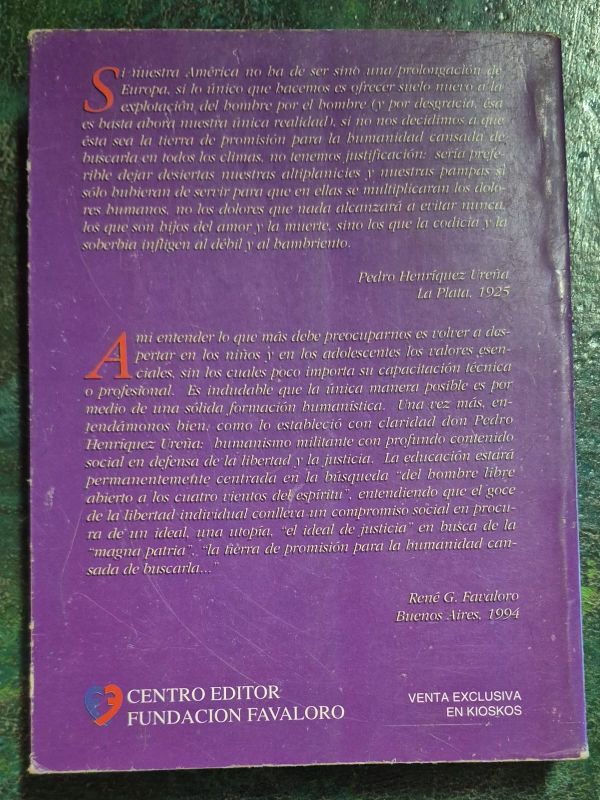 Si nuestra América no ha de ser sino una prolongación de
Europa, si lo único que hacemos es ofrecer suelo nuevo a la
explotación del hombre por el hombre (y por desgracia, ésa
es hasta ahora nuestra única realidad), si no nos decidimos a que
ésta sea la tierra de promisión para la humanidad cansada de
buscarla en todos los climas, no tenemos justificación: sería prefe-
rible dejar desiertas nuestras altiplanicies y nuestras pampas si
sólo hubieran de servir para que en ellas se multiplicaran los dolo-
res humanos, no los dolores que nada alcanzará a evitar nunca,
los que son hijos del amor y la muerte, sino los que la codicia y la
soberbia infligen al débil y al hambriento.
Pedro Henríquez Ureña
La Plata, 1925
A mi entender lo que más debe preocuparnos es volver a des-
pertar en los niños y en los adolescentes los valores esen-
ciales, sin los cuales poco importa su capacitación técnica
o profesional. Es indudable que la única manera posible es por
medio de una sólida formación humanística. Una vez más, en-
tendámonos bien, como lo estableció con claridad don Pedro
Henríquez Ureña: humanismo militante con profundo contenido
social en defensa de la libertad y la justicia. La educación estará
permanentemente centrada en la búsqueda "del hombre libre
abierto a los cuatro vientos del espíritu", entendiendo que el goce
de la libertad individual conlleva un compromiso social en procu-
ra de un ideal, una utopía, "el ideal de justicia" en busca de la
"magna patria", "la tierra de promisión para la humanidad can-
sada de buscarla..."
René G. Favaloro
Buenos Aires, 1994
CENTRO EDITOR
FUNDACION FAVALORO
VENTA EXCLUSIVA
EN KIOSKOS